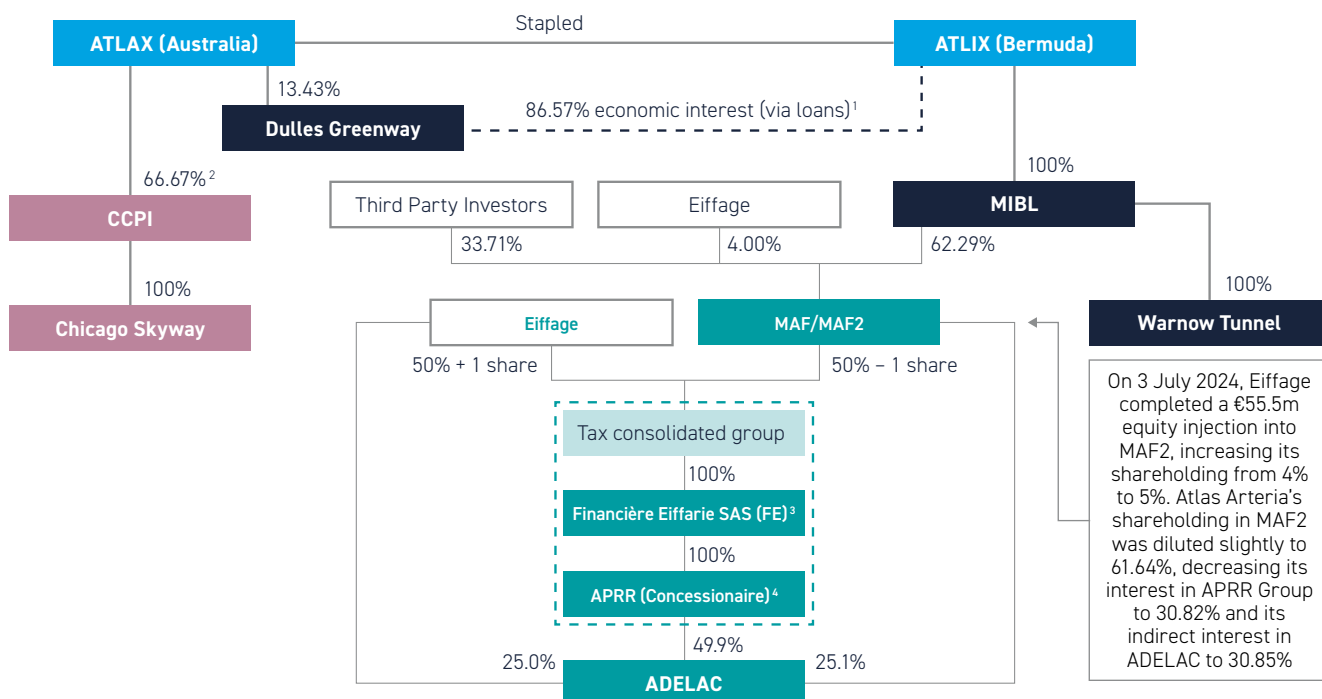 Stapled
ATLAX (Australia)
ATLIX (Bermuda)
13.43%
Dulles Greenway
86.57% economic interest (via loans)¹
66.67% ²
100%
CCPI
Third Party Investors
Eiffage
MIBL
33.71%
4.00%
62.29%
100%
100%
Chicago Skyway
Eiffage
MAF/MAF2
Warnow Tunnel
50% + 1 share
50% – 1 share
On 3 July 2024, Eiffage
completed a €55.5m
equity injection into
MAF2, increasing its
shareholding from 4%
to 5%. Atlas Arteria’s
shareholding in MAF2
was diluted slightly to
61.64%, decreasing its
interest in APRR Group
to 30.82% and its
indirect interest in
ADELAC to 30.85%
Tax consolidated group
100%
Financière Eiffarie SAS (FE) ³
100%
APRR (Concessionaire) ⁴
49.9%
25.0%
25.1%
ADELAC